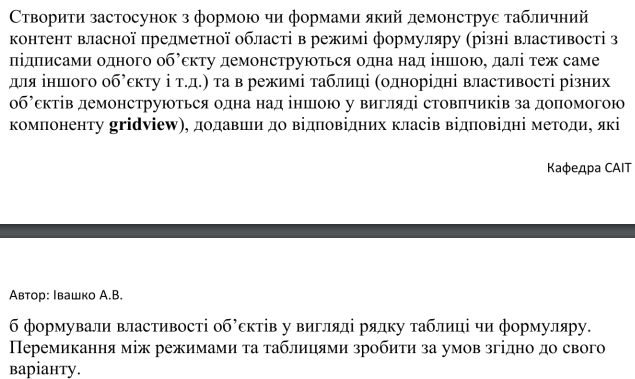 Створити застосунок з формою чи формами який демонструє табличний
контент власної предметної області в режимі формуляру (різні властивості з
підписами одного об’єкту демонструються одна над іншою, далі теж саме
для іншого об’єкту і т.д.) та в режимі таблиці (однорідні властивості різних
об’єктів демонструються одна над іншою у вигляді стовпчиків за допомогою
компоненту gridview), додавши до відповідних класів відповідні методи, які
Кафедра САІТ
Автор: Івашко А.В.
б формували властивості об’єктів у вигляді рядку таблиці чи формуляру.
Перемикання між режимами та таблицями зробити за умов згідно до свого
варіанту.